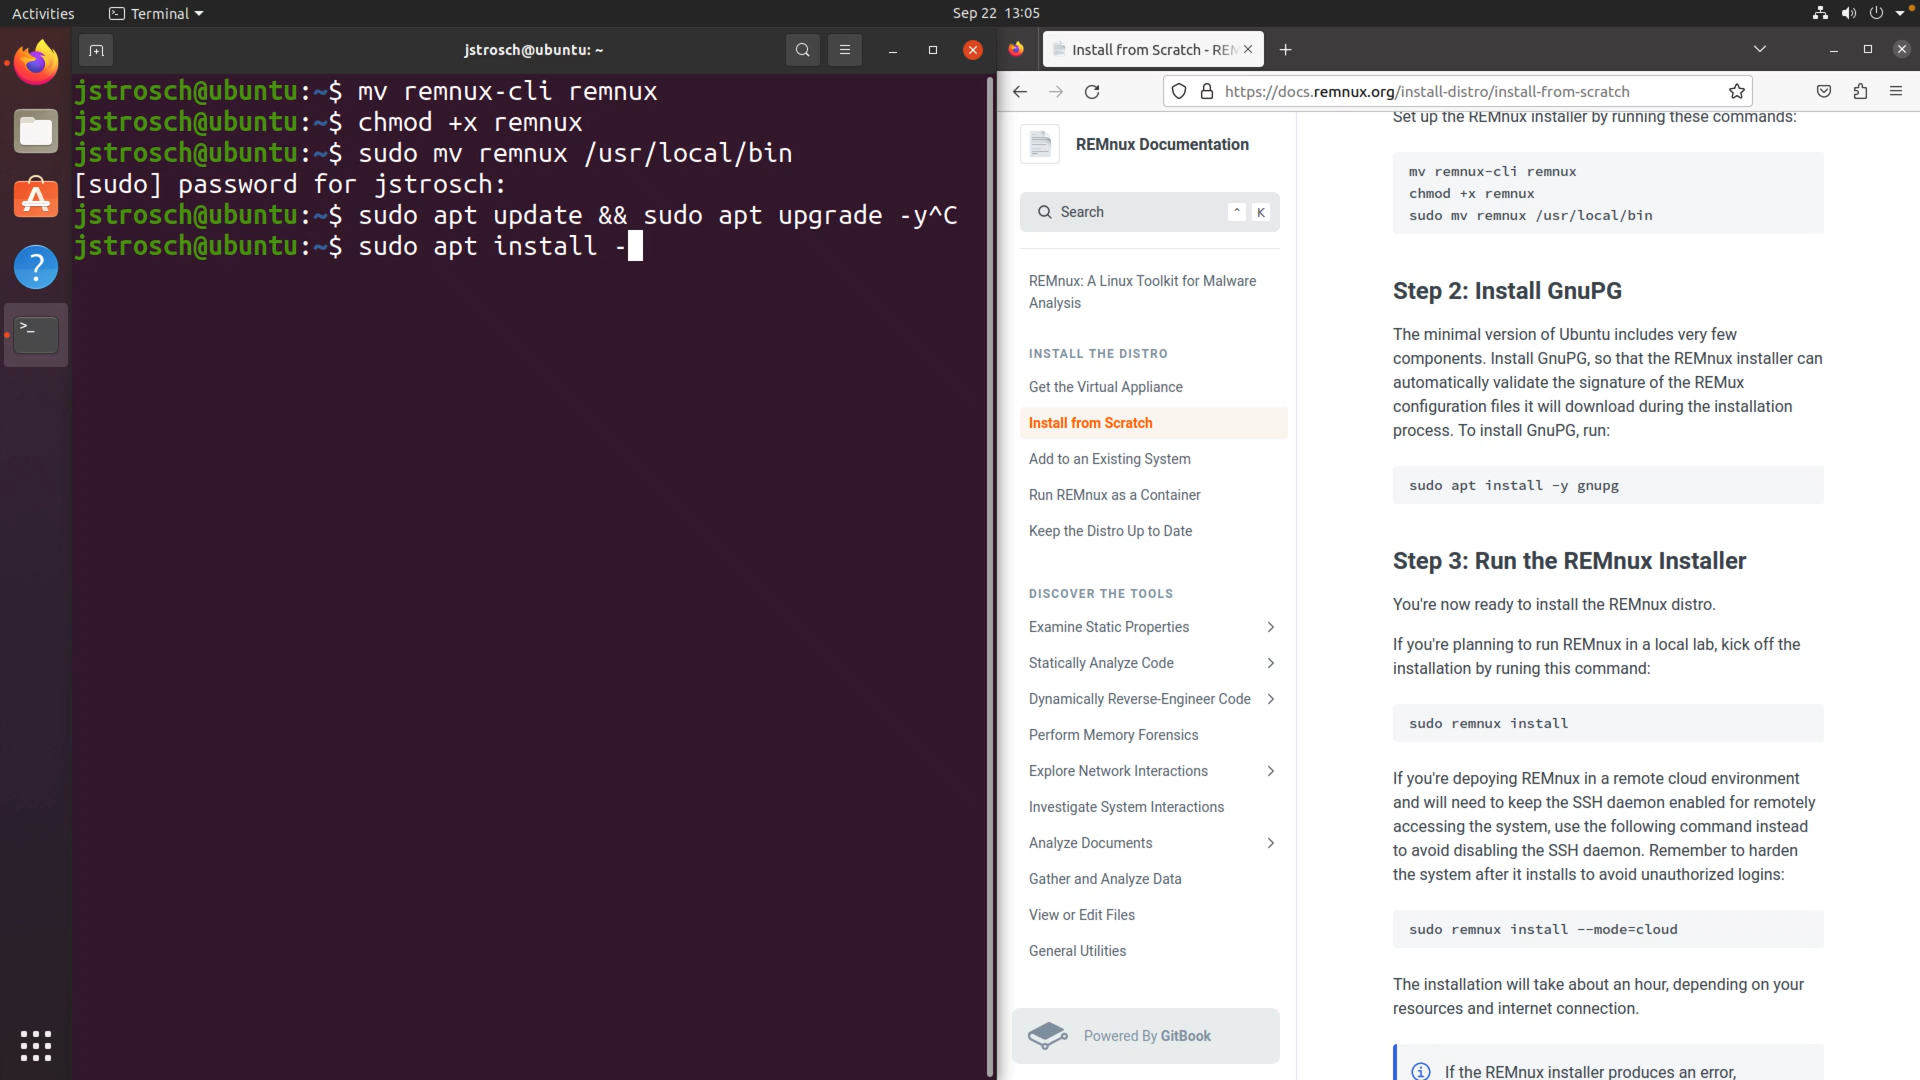 Activities
Terminal
Sep 22 13:05
jstrosch@ubuntu: ~
jstrosch@ubuntu:~$ mv remnux-cli remnux
jstrosch@ubuntu:~$ chmod +x remnux
jstrosch@ubuntu:~$ sudo mv remnux /usr/local/bin
[sudo] password for jstrosch:
jstrosch@ubuntu:~$ sudo apt update && sudo apt upgrade -y^C
jstrosch@ubuntu:~$ sudo apt install -
Install from Scratch - REM
https://docs.remnux.org/install-distro/install-from-scratch
REMnux Documentation
Search
^ K
REMnux: A Linux Toolkit for Malware
Analysis
INSTALL THE DISTRO
Get the Virtual Appliance
Install from Scratch
Add to an Existing System
Run REMnux as a Container
Keep the Distro Up to Date
DISCOVER THE TOOLS
Examine Static Properties
Statically Analyze Code
Dynamically Reverse-Engineer Code
Perform Memory Forensics
Explore Network Interactions
Investigate System Interactions
Analyze Documents
Gather and Analyze Data
View or Edit Files
General Utilities
Powered By GitBook
Set up the REMnux installer by running these commands:
mv remnux-cli remnux
chmod +x remnux
sudo mv remnux /usr/local/bin
Step 2: Install GnuPG
The minimal version of Ubuntu includes very few
components. Install GnuPG, so that the REMnux installer can
automatically validate the signature of the REMux
configuration files it will download during the installation
process. To install GnuPG, run:
sudo apt install -y gnupg
Step 3: Run the REMnux Installer
You're now ready to install the REMnux distro.
If you're planning to run REMnux in a local lab, kick off the
installation by runing this command:
sudo remnux install
If you're depoying REMnux in a remote cloud environment
and will need to keep the SSH daemon enabled for remotely
accessing the system, use the following command instead
to avoid disabling the SSH daemon. Remember to harden
the system after it installs to avoid unauthorized logins:
sudo remnux install --mode=cloud
The installation will take about an hour, depending on your
resources and internet connection.
If the REMnux installer produces an error,